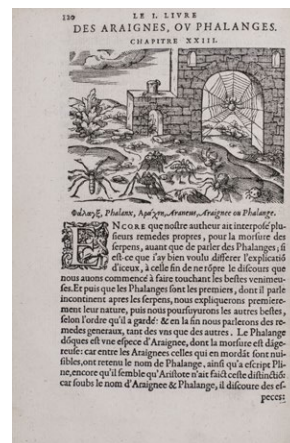 120
LE I. LIVRE
DES ARAIGNES, OV PHALANGES.
CHAPITRE XXIII.
Φάλαγξ, Phalanx, Ἀράχνη, Araneus, Araignee ou Phalange.
ENCORE que nostre autheur ait interposé plu-
sieurs remedes propres, pour la morsure des
serpens, auant que de parler des Phalanges; si
est-ce que i'ay bien voulu differer l'explicatiõ
d'iceux, à celle fin de ne rõpre le discours que
nous auons commencé à faire touchant les bestes venimeu-
ses. Et puis que les Phalanges sont les premiers, dont il parle
incontinent apres les serpens, nous expliquerons premiere-
ment leur nature, puis nous poursuyurons les autres bestes,
selon l'ordre qu'il a gardé: & en la fin nous parlerons des re-
medes generaux, tant des vns que des autres. Le Phalange
dõques est vne espece d'Araignee, dont la morsure est dãge-
reuse: car entre les Araignees celles qui en mordãt sont nui-
sibles, ont retenu le nom de Phalange, ainsi qu'a escript Pli-
ne, encore qu'il semble qu'Aristote n'ait faict ceste distinctiõ:
car soubs le nom d'Araignee & Phalange, il discoure des es-
peces: